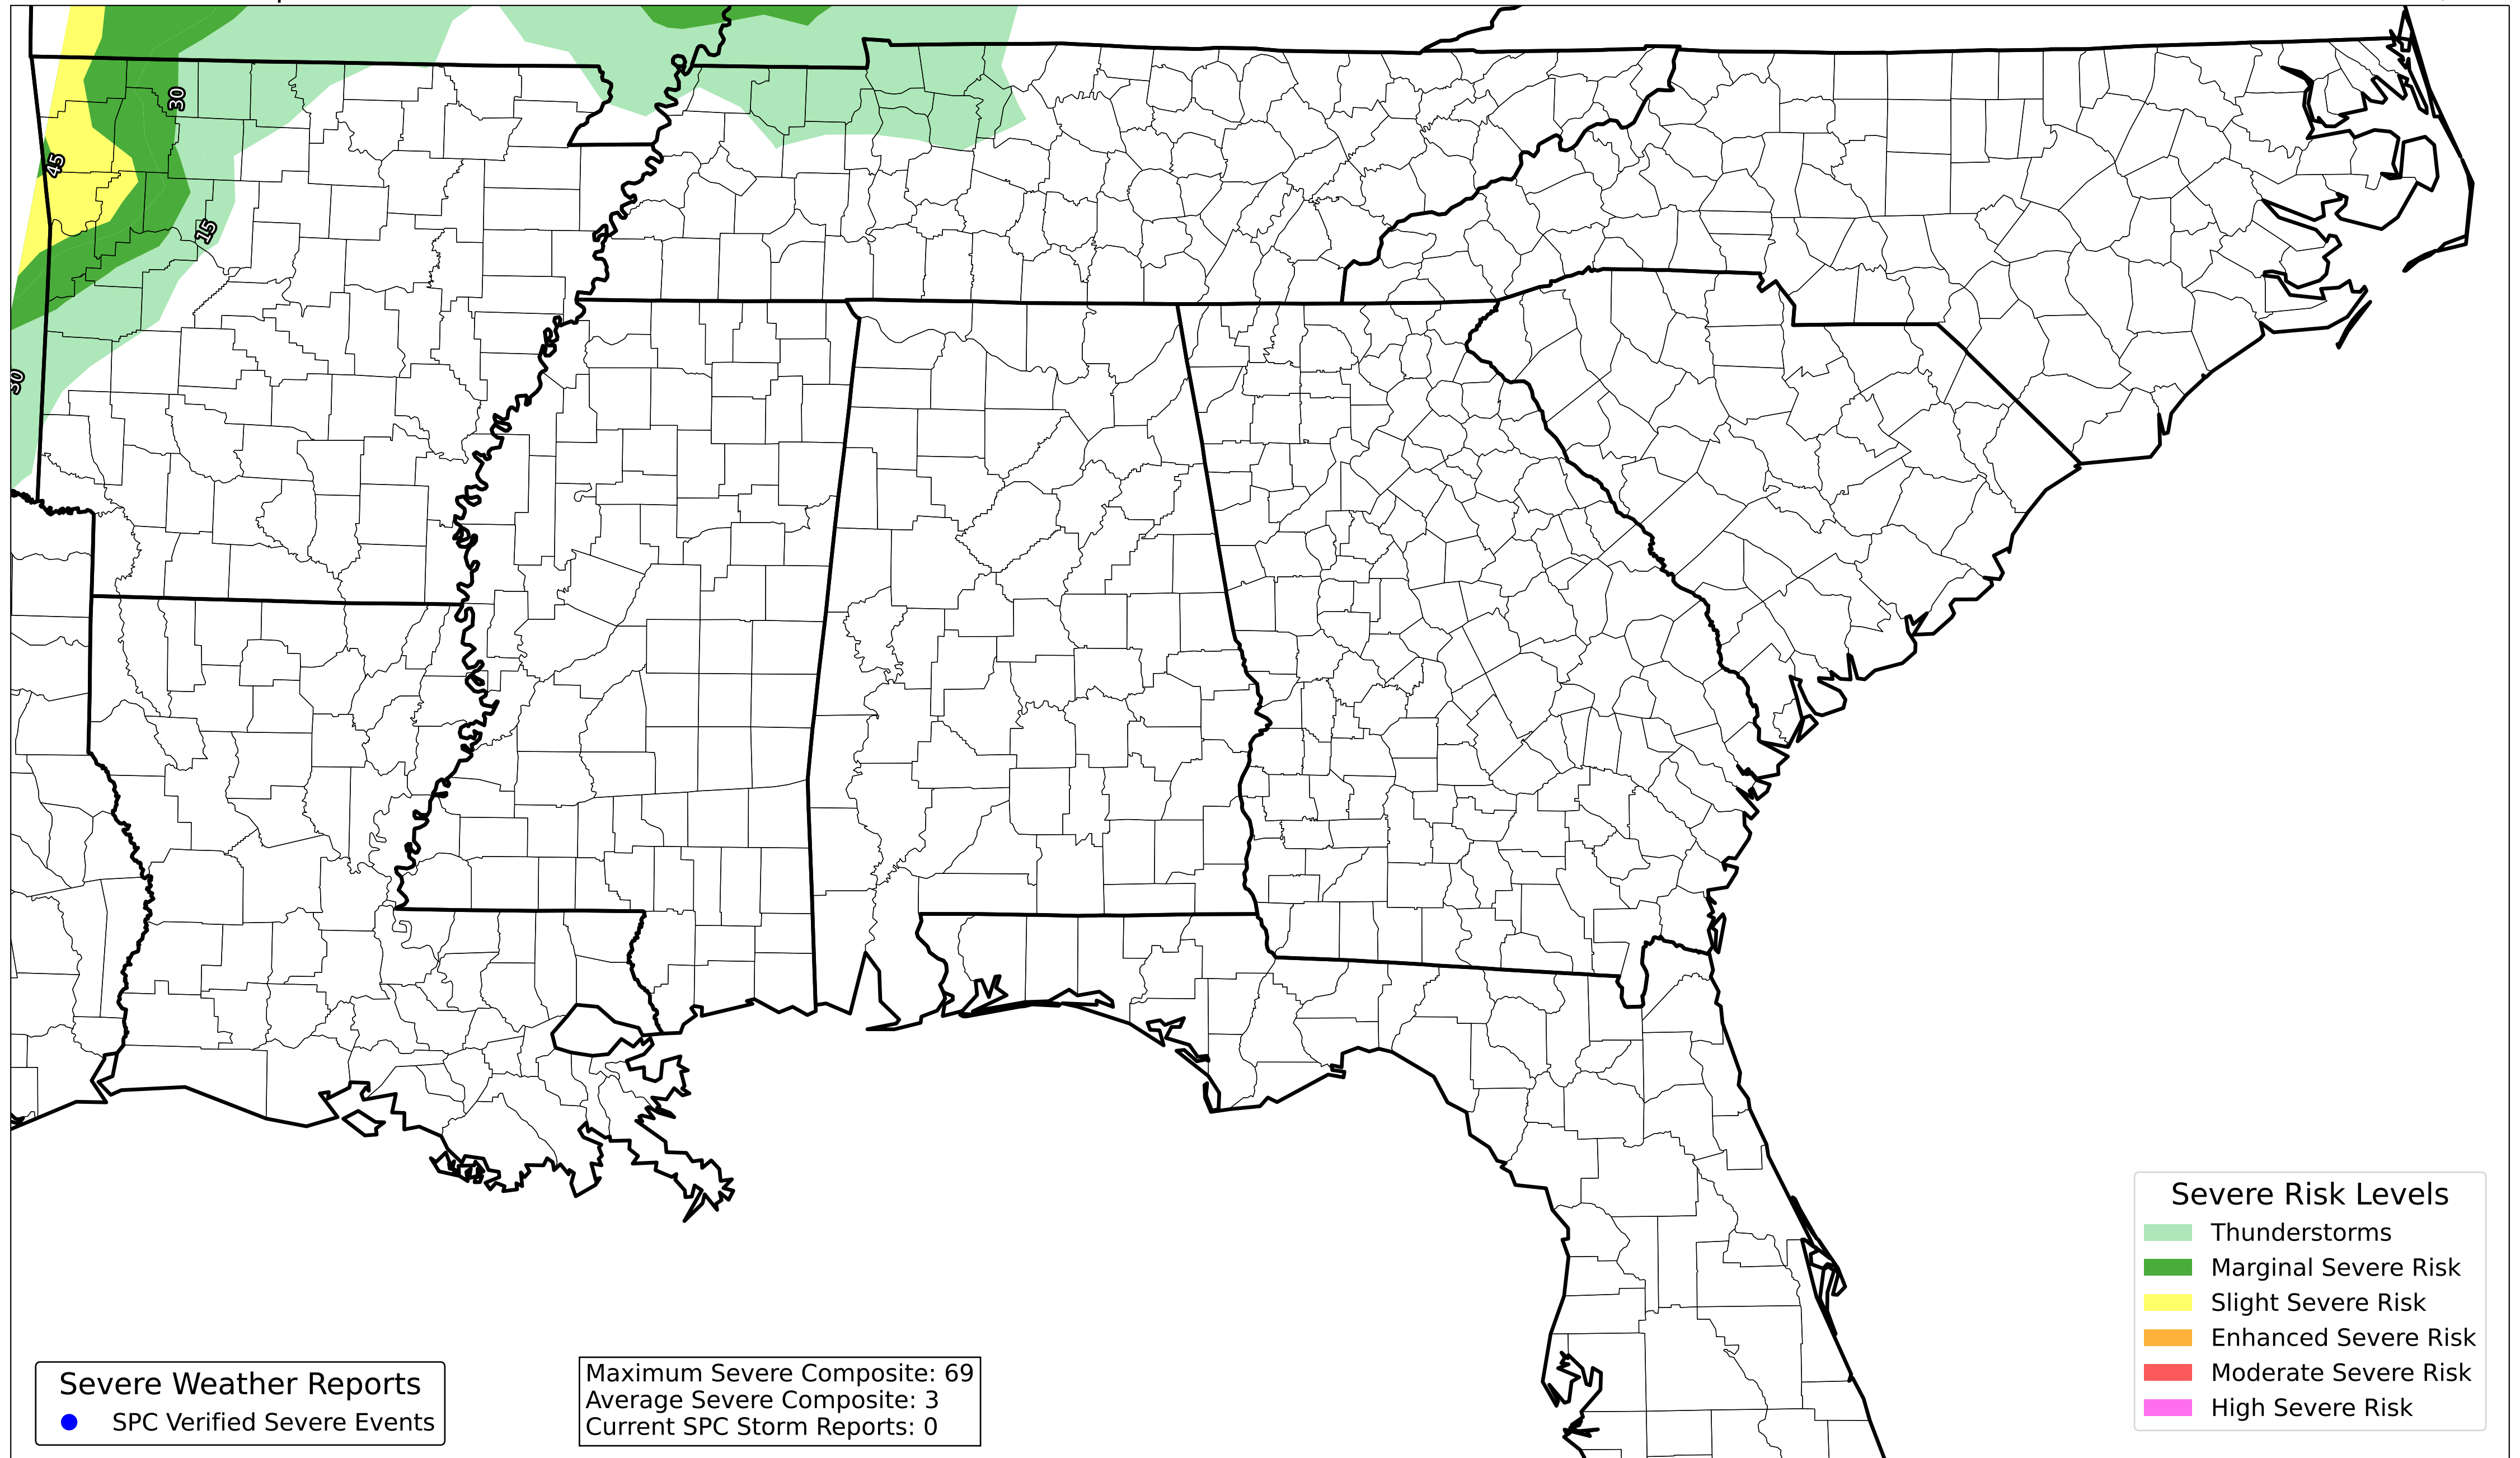 30
45
15
30
Severe Weather Reports
SPC Verified Severe Events
Maximum Severe Composite: 69
Average Severe Composite: 3
Current SPC Storm Reports: 0
Severe Risk Levels
Thunderstorms
Marginal Severe Risk
Slight Severe Risk
Enhanced Severe Risk
Moderate Severe Risk
High Severe Risk